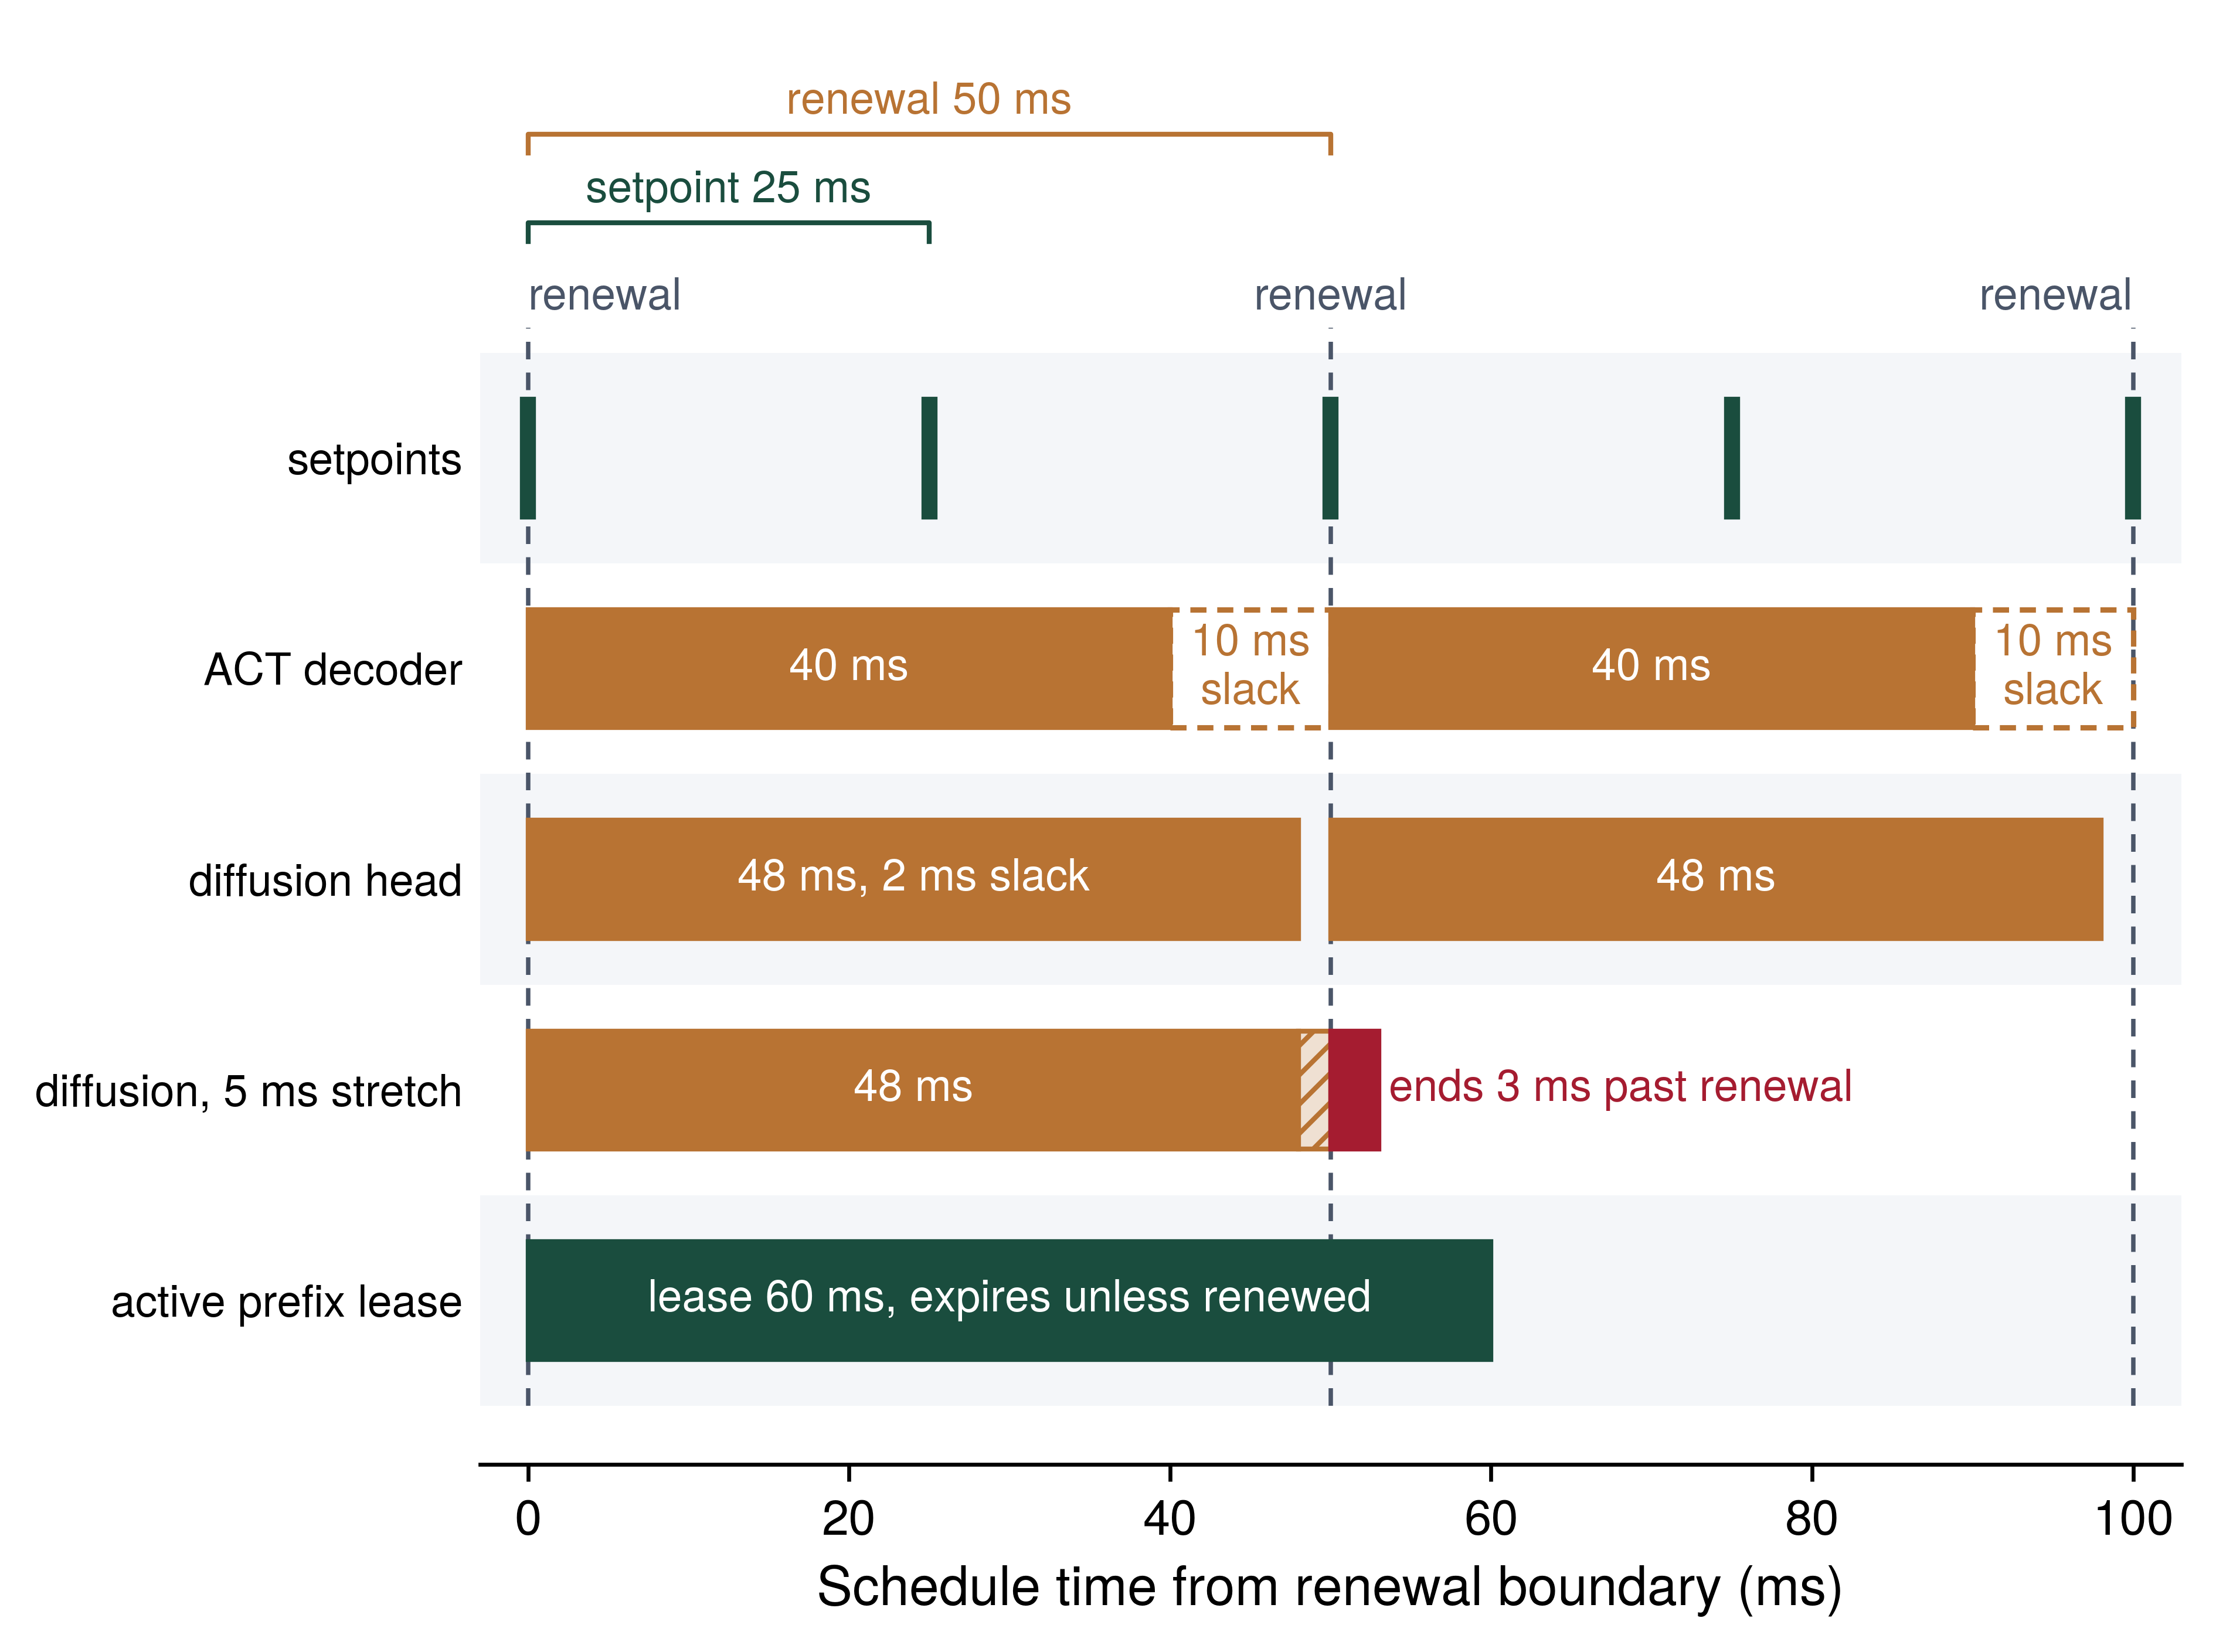 renewal 50 ms
setpoint 25 ms
renewal renewal renewal
setpoints
ACT decoder
40 ms
10 ms
slack
40 ms
10 ms
slack
diffusion head
48 ms, 2 ms slack
48 ms
diffusion, 5 ms stretch
48 ms
ends 3 ms past renewal
active prefix lease
lease 60 ms, expires unless renewed
0 20 40 60 80 100
Schedule time from renewal boundary (ms)